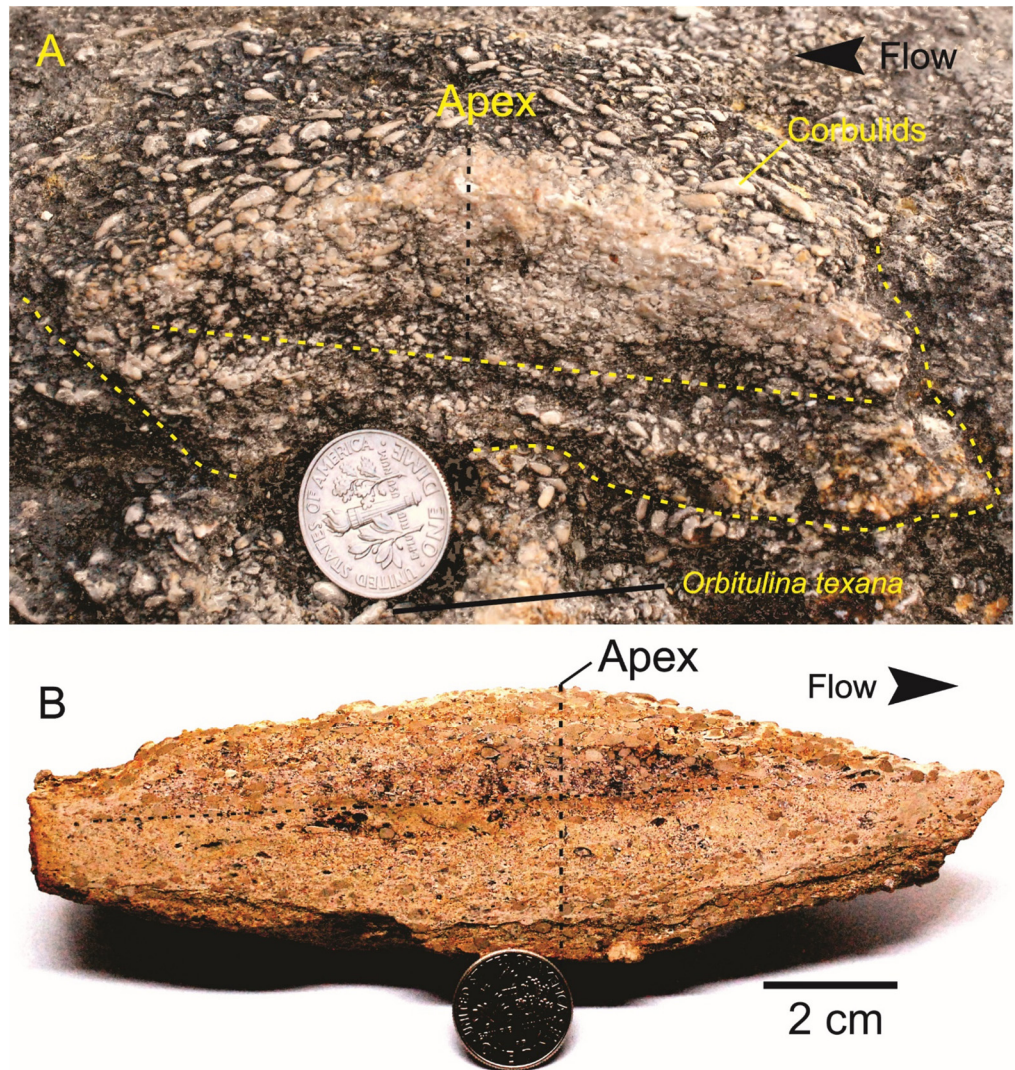 A
Flow
Apex
Corbulids
UNITED STATES OF AMERICA
ONE DIME
Orbitulina texana
Apex
B
Flow
2 cm